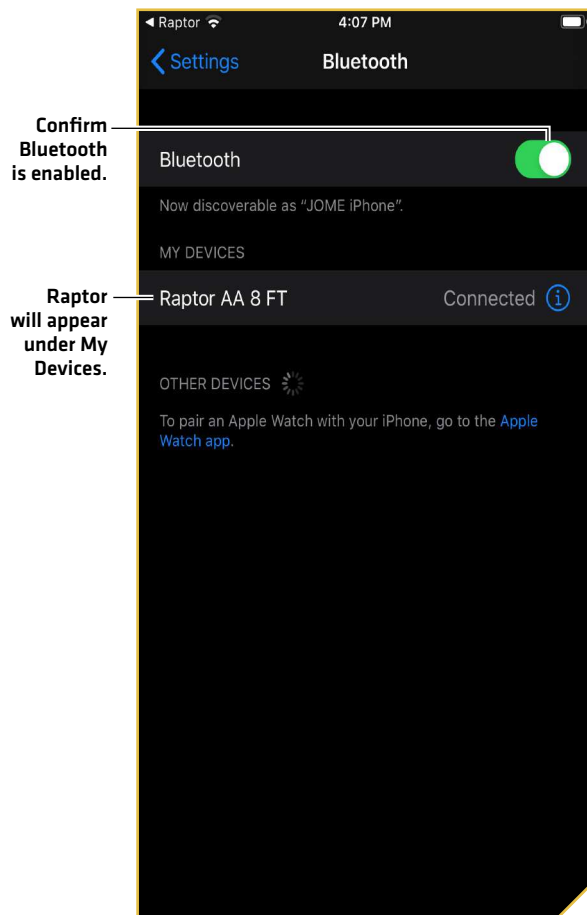 ◀ Raptor 4:07 PM
Settings Bluetooth
Confirm
Bluetooth
is enabled.
Bluetooth
Now discoverable as “JOME iPhone”.
MY DEVICES
Raptor
will appear
under My
Devices.
Raptor AA 8 FT Connected
OTHER DEVICES
To pair an Apple Watch with your iPhone, go to the Apple
Watch app.